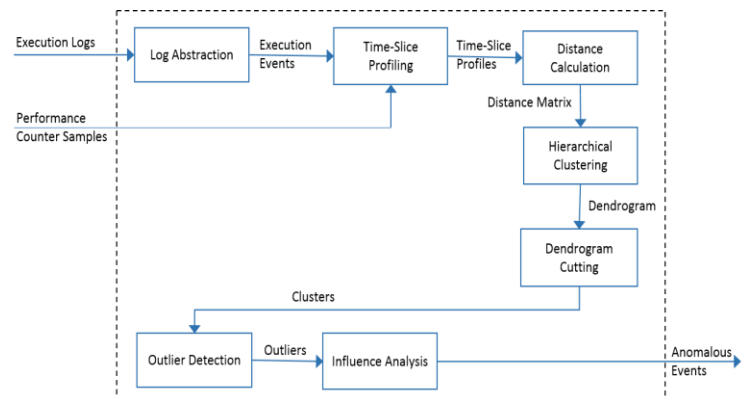 Execution Logs
Log Abstraction
Execution
Events
Time-Slice
Profiling
Time-Slice
Profiles
Distance
Calculation
Performance
Counter Samples
Distance Matrix
Hierarchical
Clustering
Dendrogram
Dendrogram
Cutting
Clusters
Outlier Detection
Outliers
Influence Analysis
Anomalous
Events